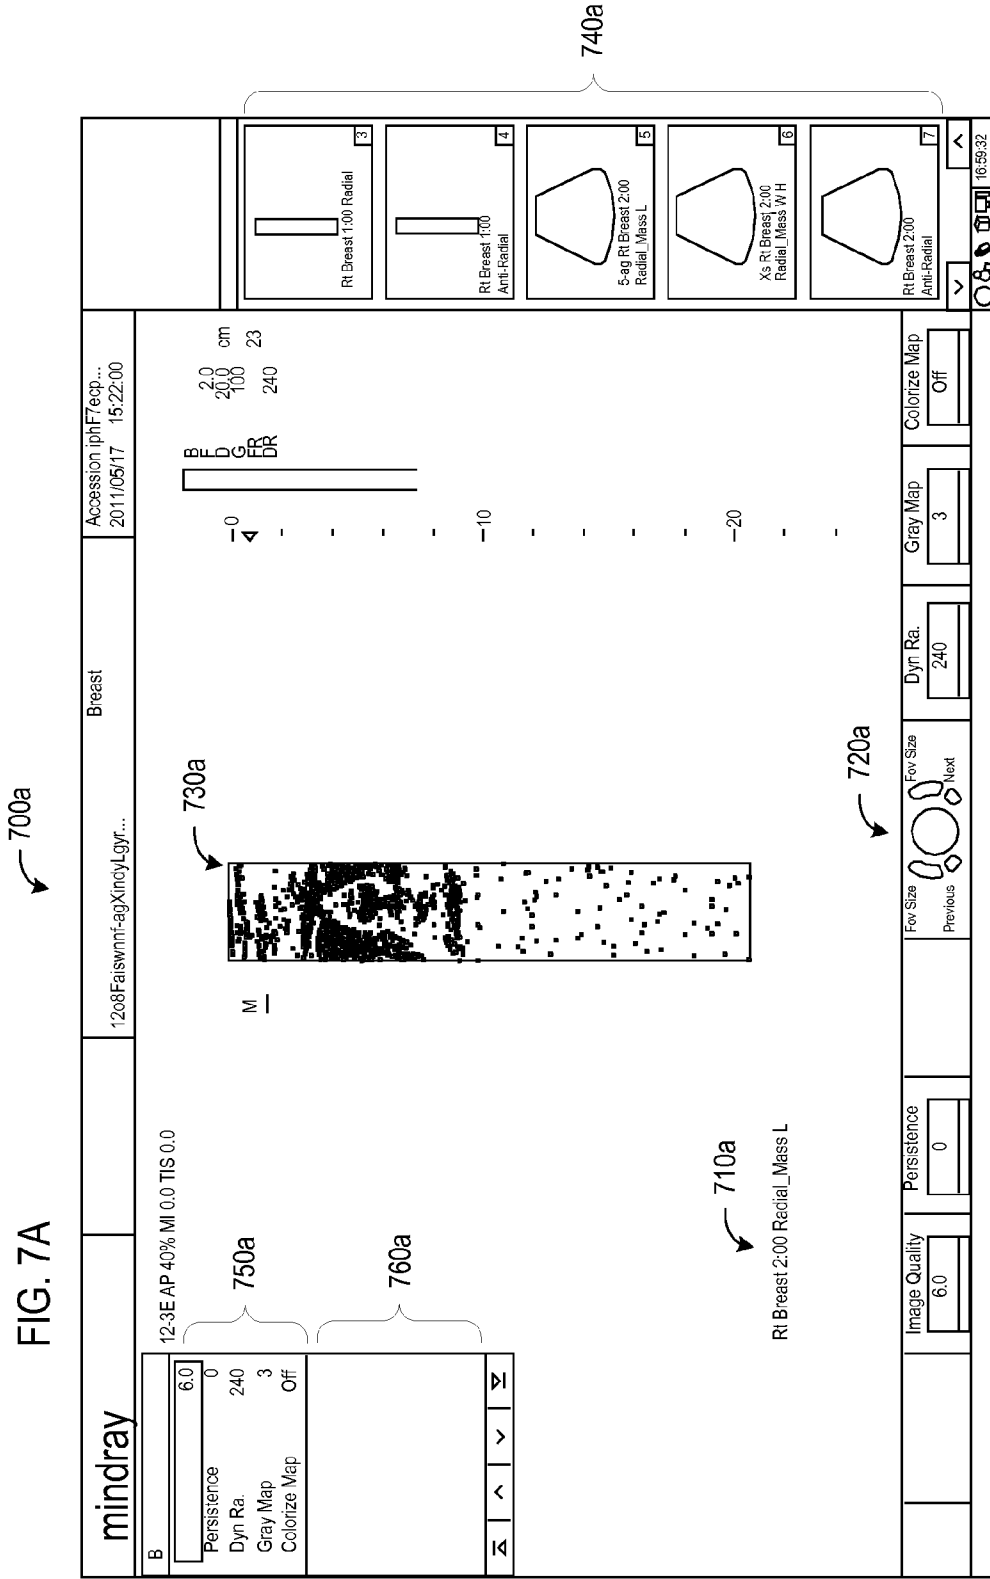 FIG. 7A
700a
mindray
12o8Faiswnnf-agXindyLgyr...
Breast
Accession iphF7ecp...
2011/05/17 15:22:00
B
6.0
Persistence 0
Dyn Ra. 240
Gray Map 3
Colorize Map Off
12-3E AP 40% MI 0.0 TIS 0.0
750a
760a
M
730a
0
10
20
B
F 2.0
D 20.0 cm
G 100
FR 23
DR 240
710a
Rt Breast 2:00 Radial_Mass L
720a
740a
3
Rt Breast 1:00 Radial
4
Rt Breast 1:00
Anti-Radial
5
5-ag Rt Breast 2:00
Radial_Mass L
6
Xs Rt Breast 2:00
Radial_Mass W H
7
Rt Breast 2:00
Anti-Radial
Image Quality
6.0
Persistence
0
Fov Size
Fov Size
Previous
Next
Dyn Ra.
240
Gray Map
3
Colorize Map
Off
16:59:32